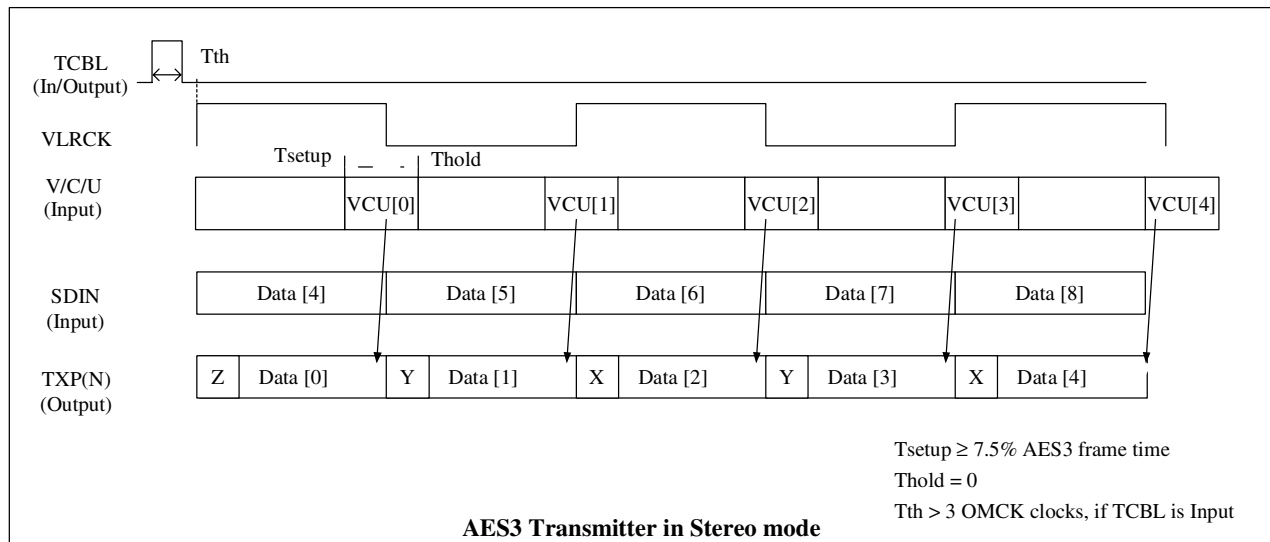 TCBL
(In/Output)
Tth
VLRCK
Tsetup Thold
V/C/U
(Input)
VCU[0] VCU[1] VCU[2] VCU[3] VCU[4]
SDIN
(Input)
Data [4] Data [5] Data [6] Data [7] Data [8]
TXP(N)
(Output)
Z Data [0] Y Data [1] X Data [2] Y Data [3] X Data [4]
Tsetup ≥ 7.5% AES3 frame time
Thold = 0
Tth > 3 OMCK clocks, if TCBL is Input
AES3 Transmitter in Stereo mode